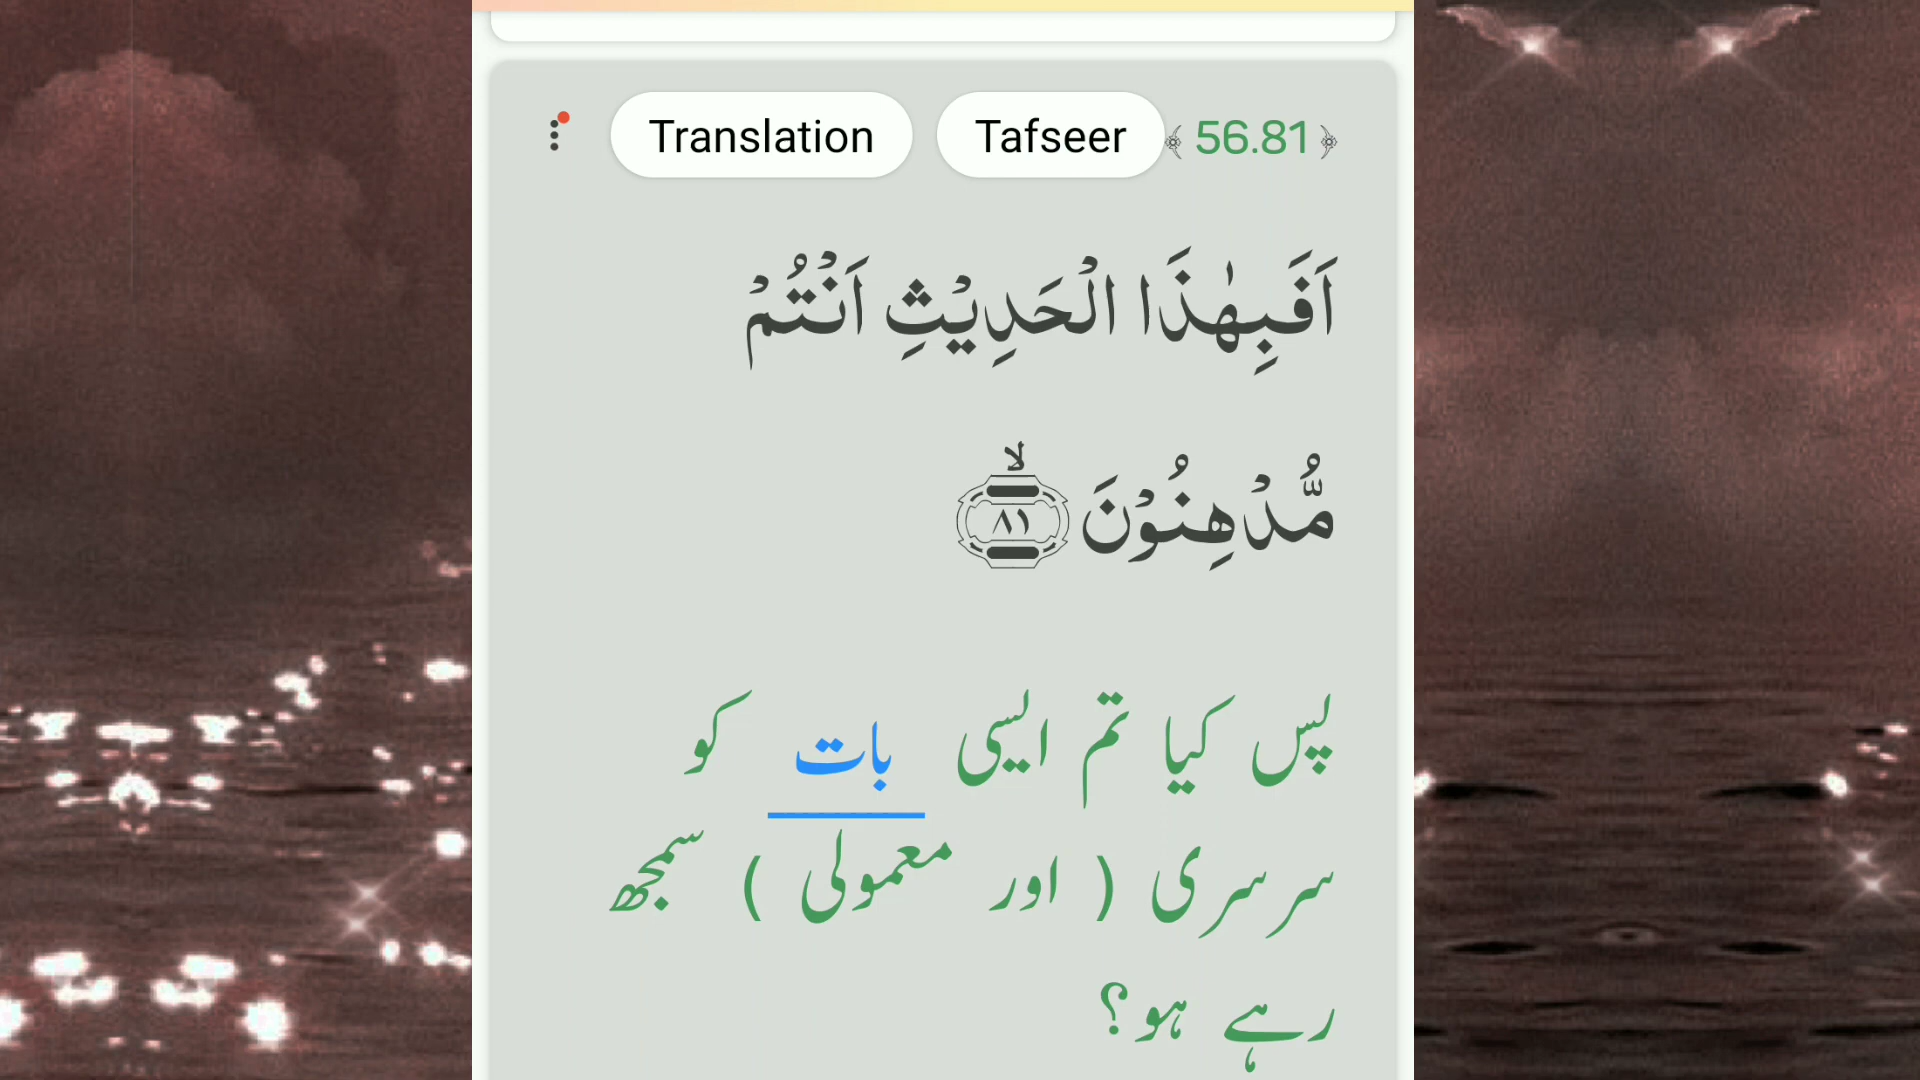 Translation Tafseer ﴾ 56.81 ﴿
اَفَبِهٰذَا الۡحَدِيۡثِ اَنۡتُمۡ
مُّدۡهِنُوۡنَ ۙ‏ ﴿۸۱﴾
پس کیا تم ایسی بات کو
سرسری ( اور معمولی ) سمجھ
رہے ہو؟